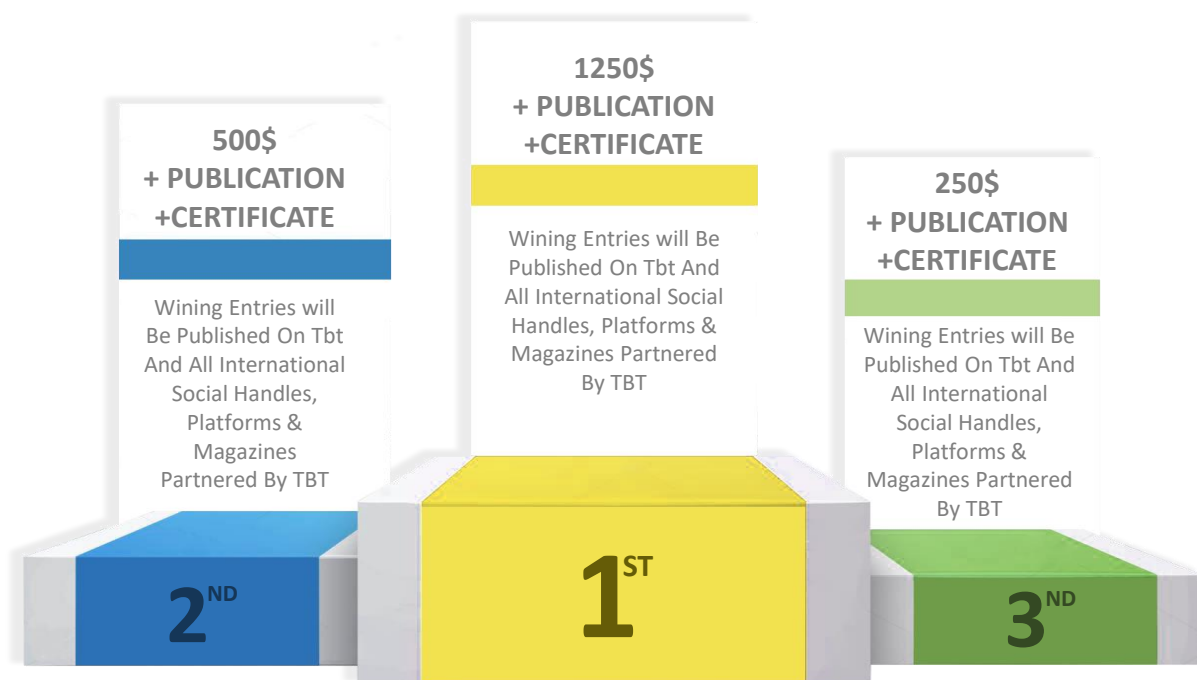 500$
+ PUBLICATION
+CERTIFICATE
Wining Entries will
Be Published On Tbt
And All International
Social Handles,
Platforms &
Magazines
Partnered By TBT
2ND
1250$
+ PUBLICATION
+CERTIFICATE
Wining Entries will Be
Published On Tbt And
All International Social
Handles, Platforms &
Magazines Partnered
By TBT
1ST
250$
+ PUBLICATION
+CERTIFICATE
Wining Entries will Be
Published On Tbt And
All International
Social Handles,
Platforms &
Magazines Partnered
By TBT
3ND